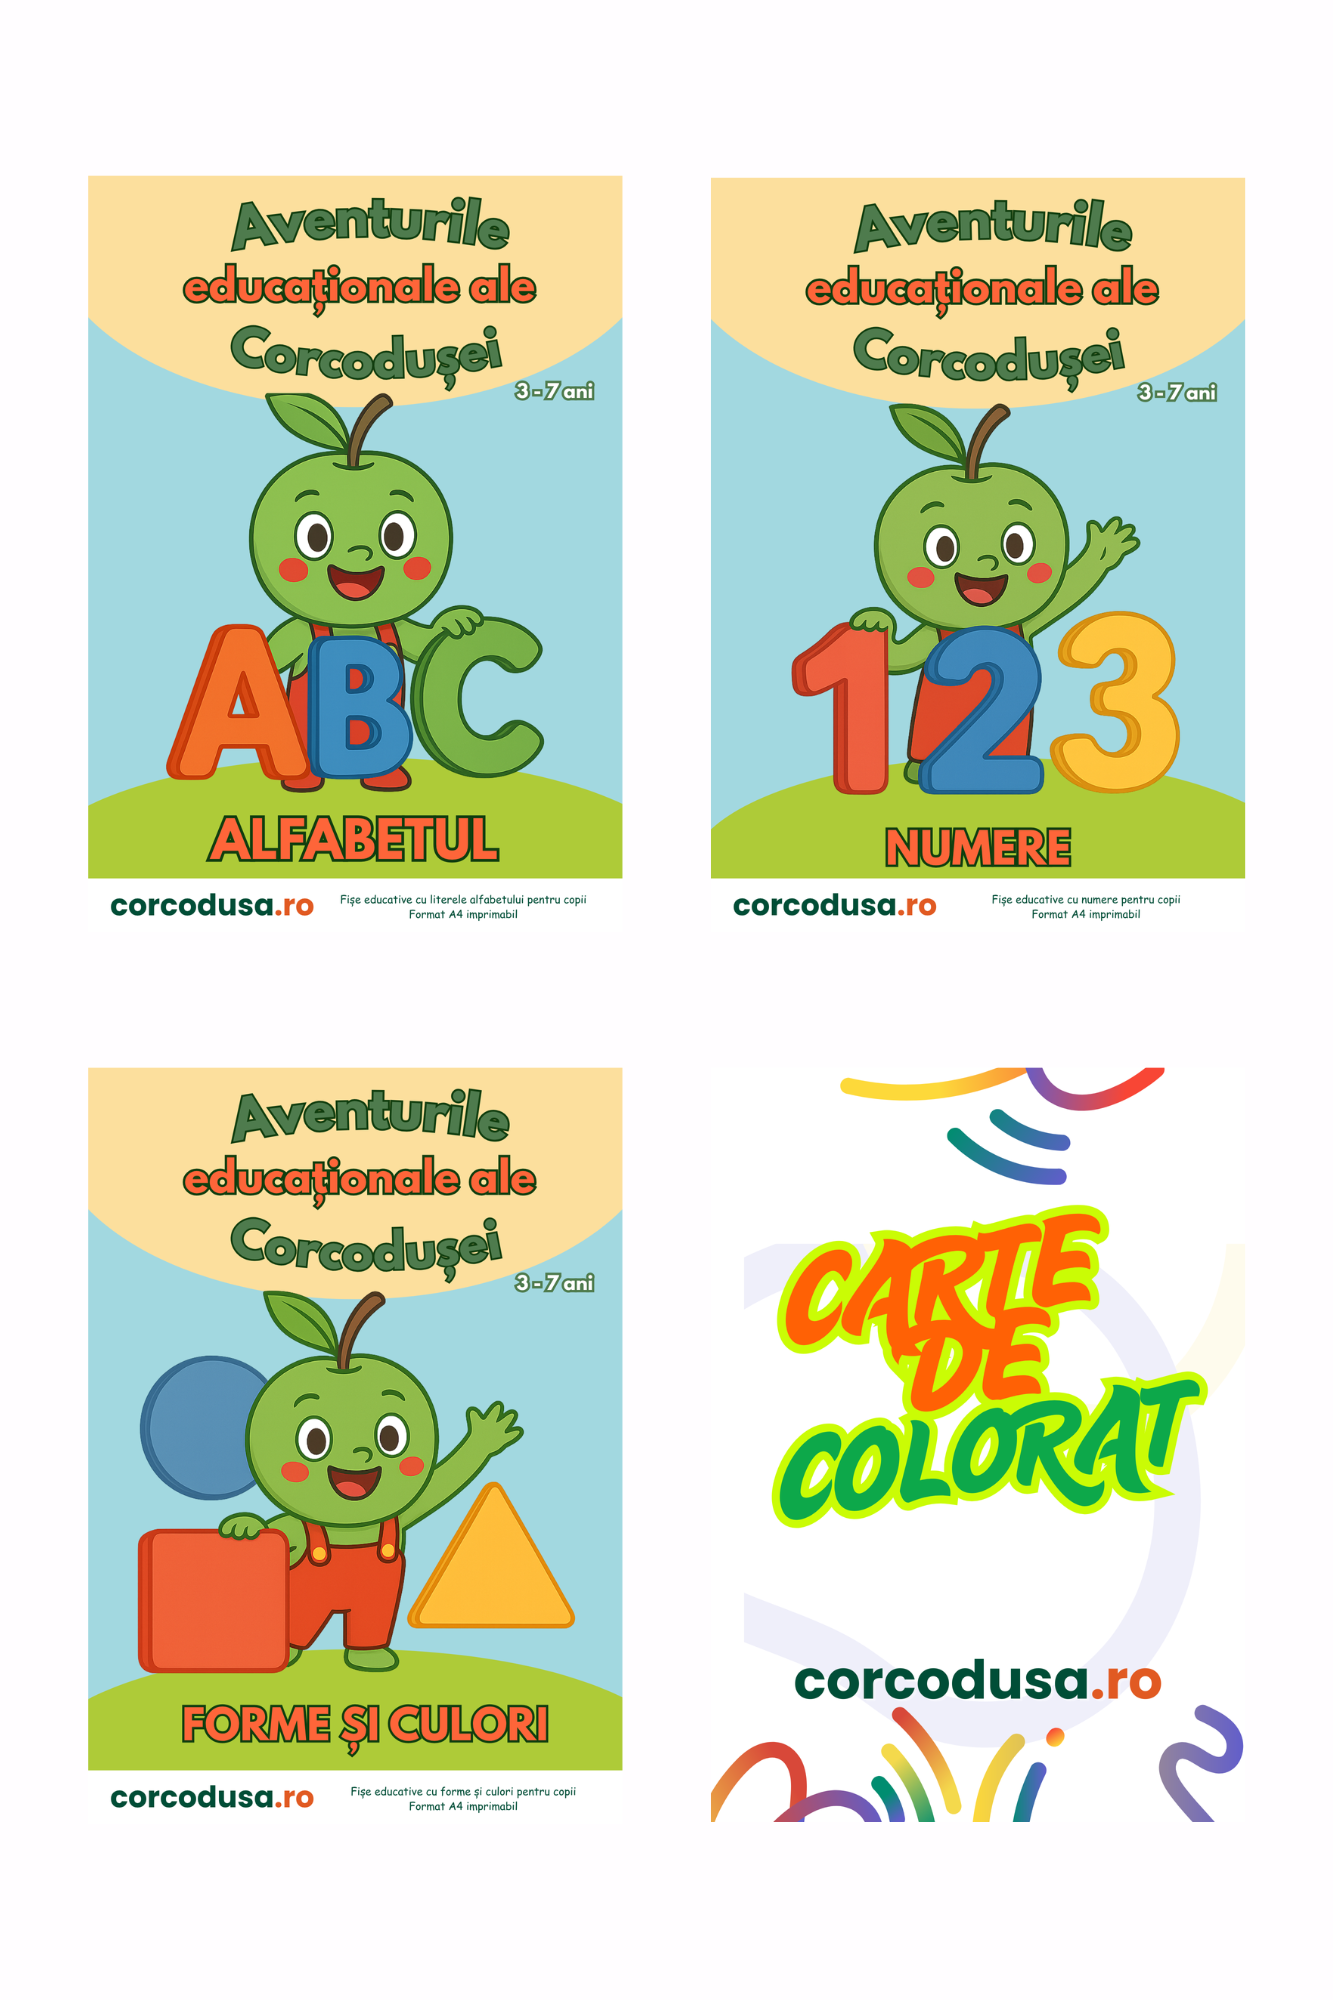 Aventurile
educaționale ale
Corcodușei
3 - 7 ani
ABC
ALFABETUL
corcodusa.ro
Fișe educative cu literele alfabetului pentru copii
Format A4 imprimabil
Aventurile
educaționale ale
Corcodușei
3 - 7 ani
123
NUMERE
corcodusa.ro
Fișe educative cu numere pentru copii
Format A4 imprimabil
Aventurile
educaționale ale
Corcodușei
3 - 7 ani
FORME ȘI CULORI
corcodusa.ro
Fișe educative cu forme și culori pentru copii
Format A4 imprimabil
CARTE
DE
COLORAT
corcodusa.ro